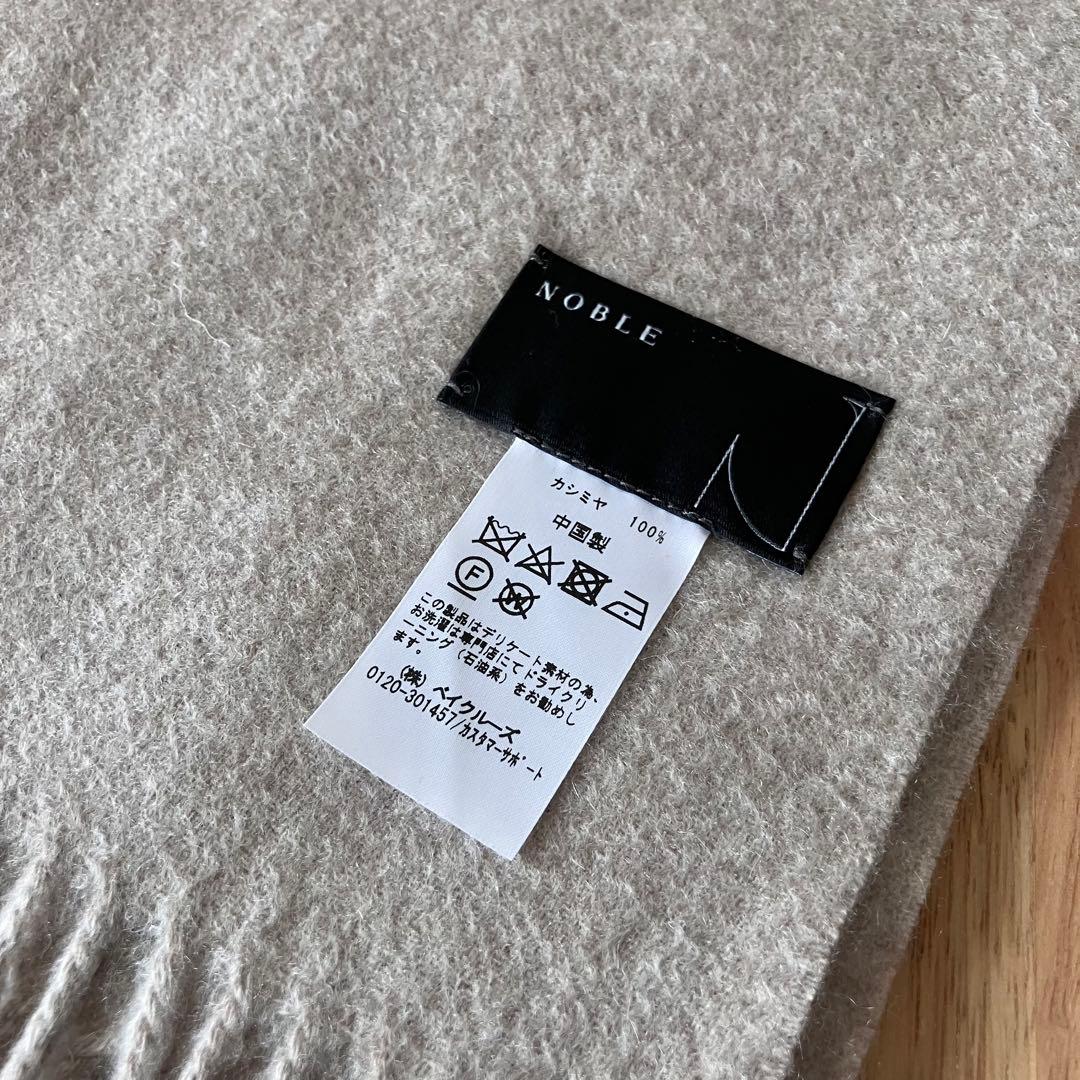 NOBLE
カシミヤ 100%
中国製
F
W
この製品はデリケート素材の為、
お洗濯は専門店にてドライクリ
ーニング（石油系）をお勧めし
ます。
（株）ベイクルーズ
0120-301457/カスタマーサポート